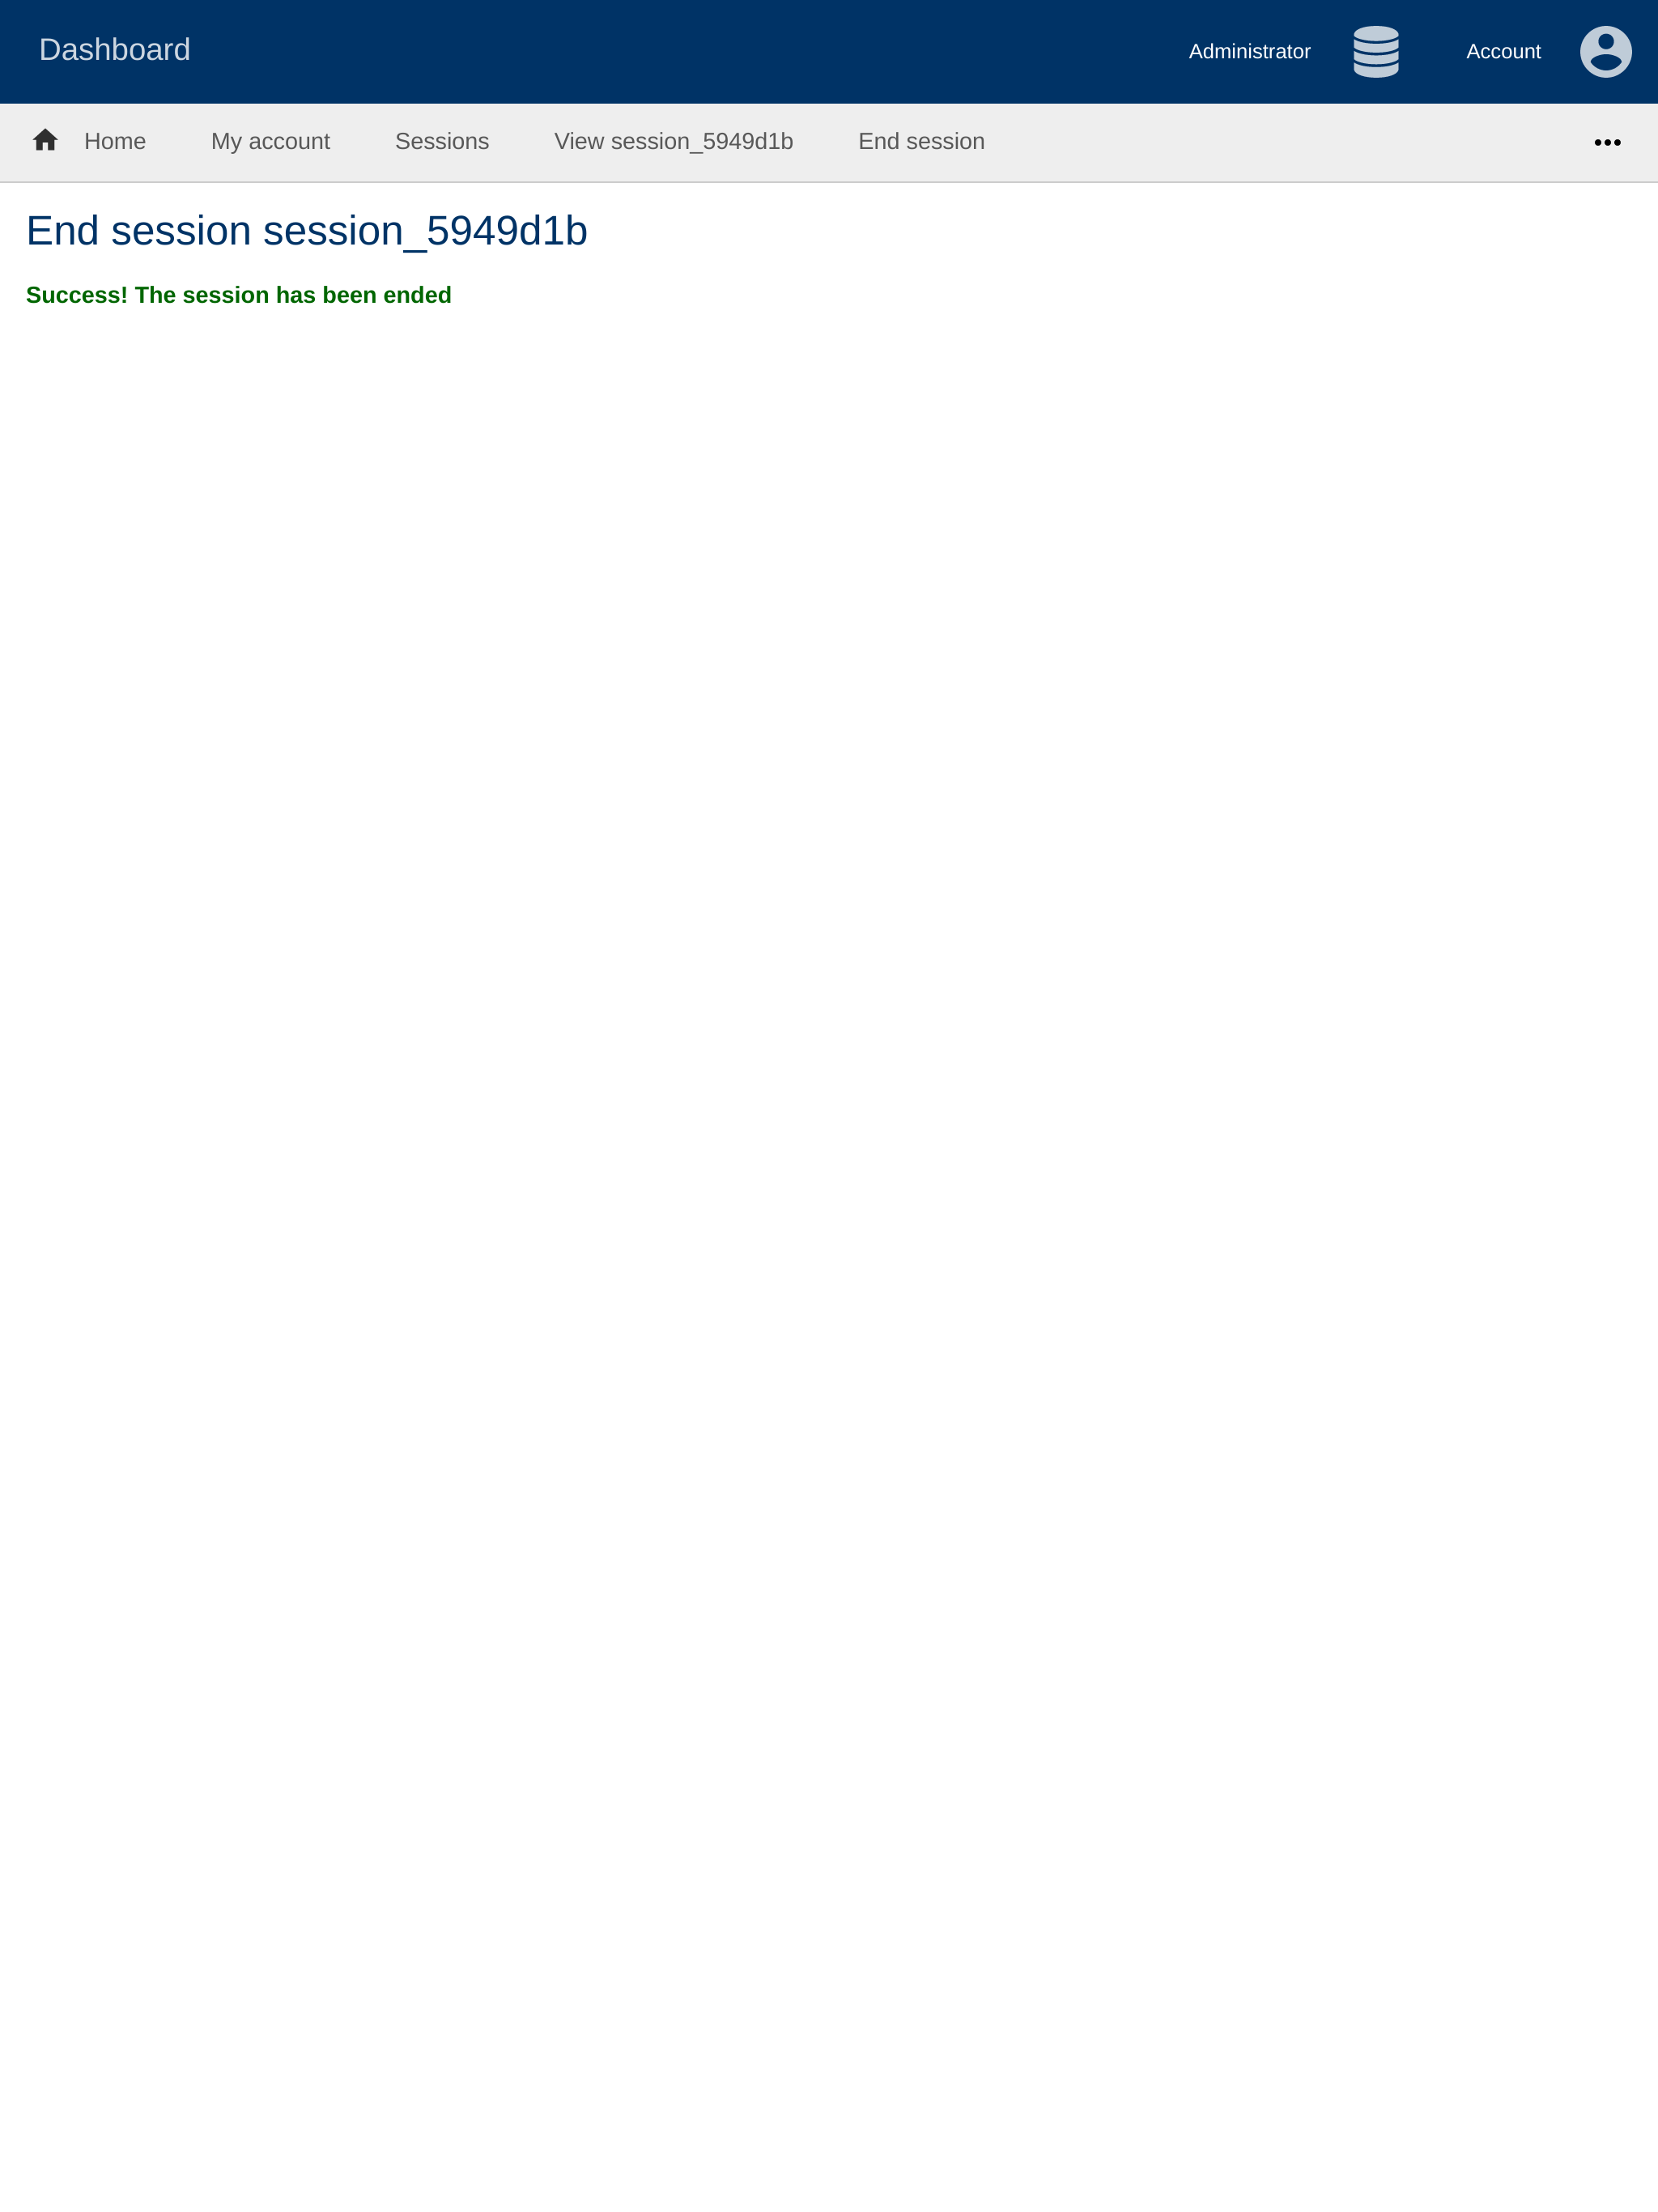 Dashboard
Administrator
Account
Home
My account
Sessions
View session_5949d1b
End session
End session session_5949d1b
Success! The session has been ended